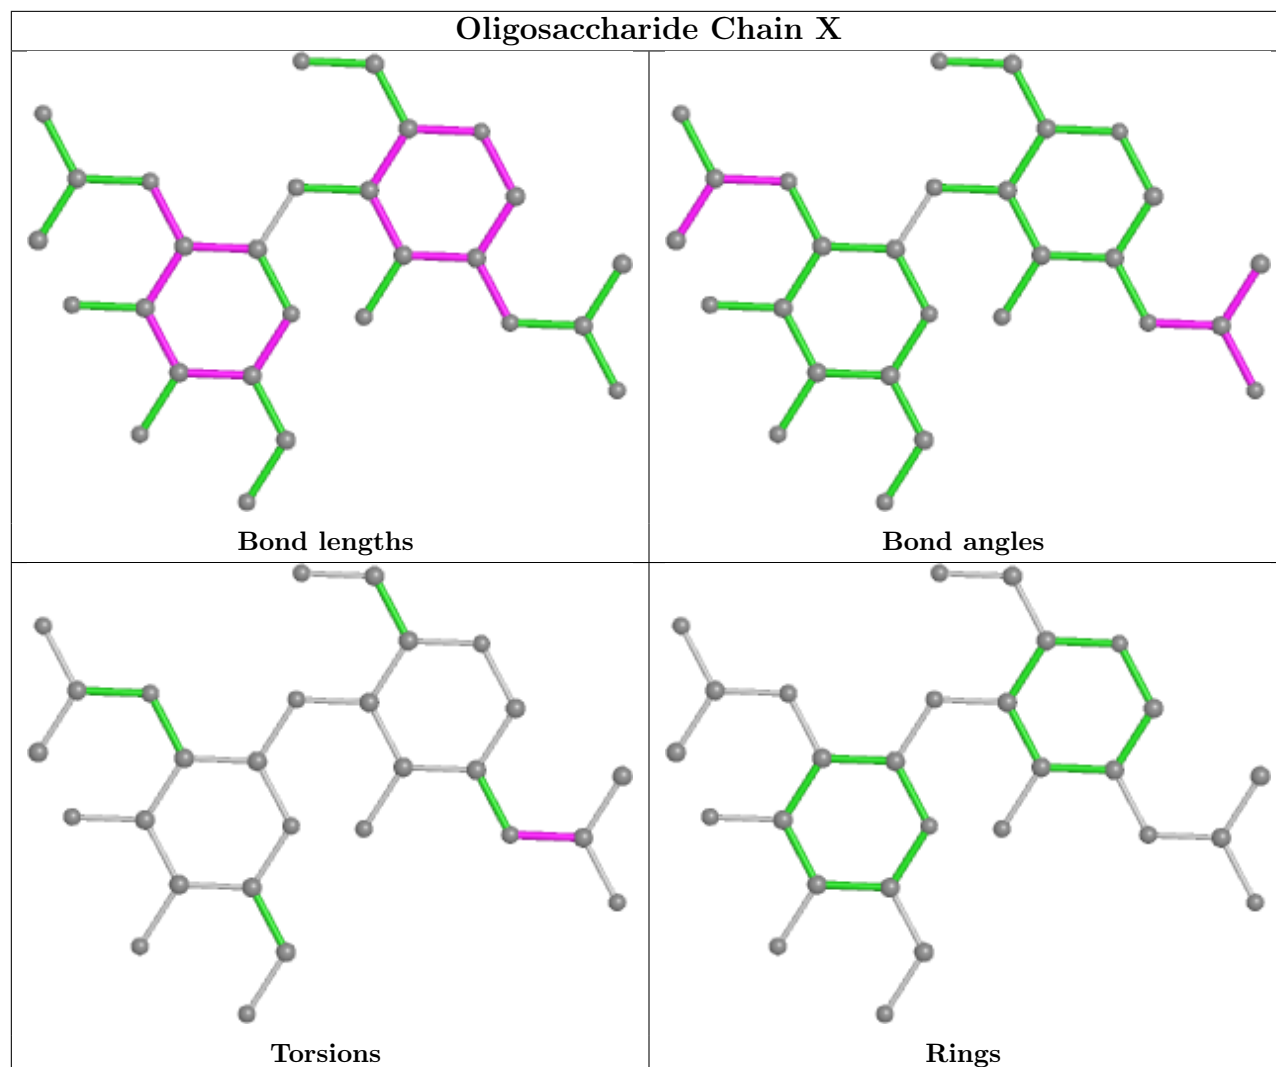 Oligosaccharide Chain X
Bond lengths
Bond angles
Torsions
Rings